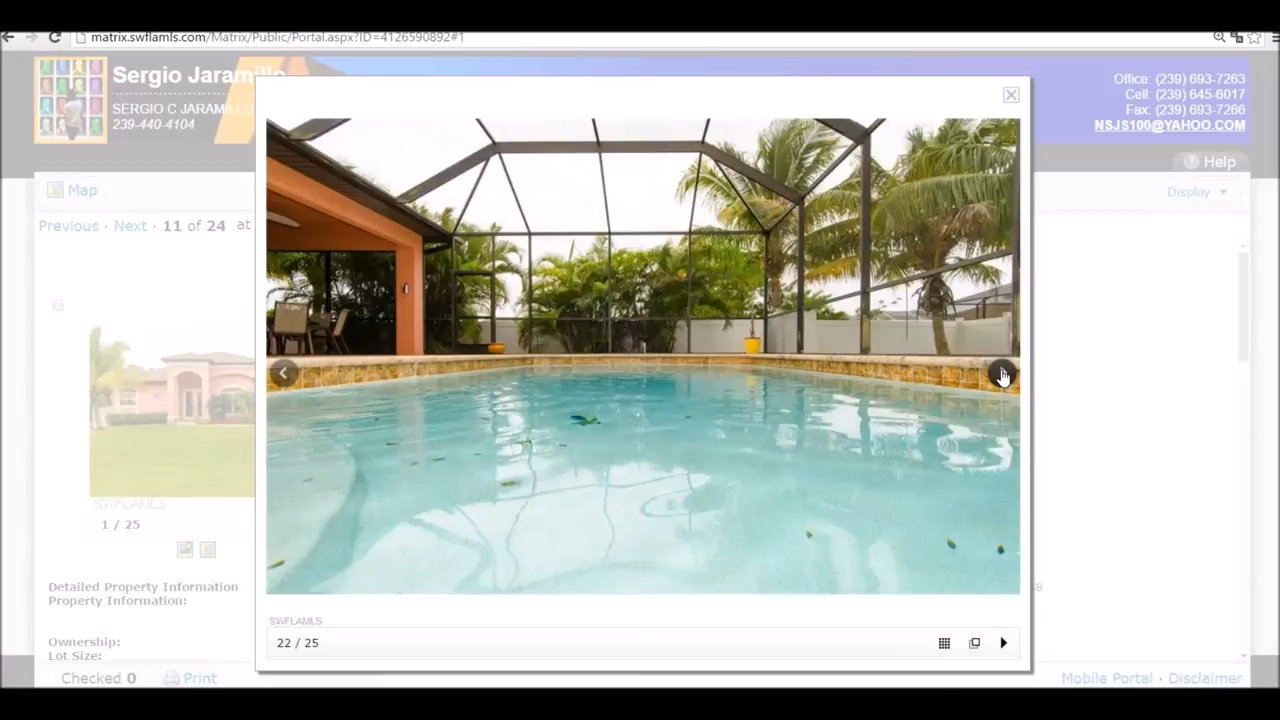 matrix.swflamls.com/Matrix/Public/Portal.aspx?ID=4126590892#1
Sergio Jaramillo
SERGIO C JARAMILLO
239-440-4104
Office: (239) 693-7263
Cell: (239) 645-6017
Fax: (239) 693-7266
NSJS100@YAHOO.COM
? Help
Map
Display
Previous · Next · 11 of 24 at
SWFLAMLS
1 / 25
Detailed Property Information
Property Information:
8
Ownership:
Lot Size:
SWFLAMLS
22 / 25
Checked 0
Print
Mobile Portal · Disclaimer